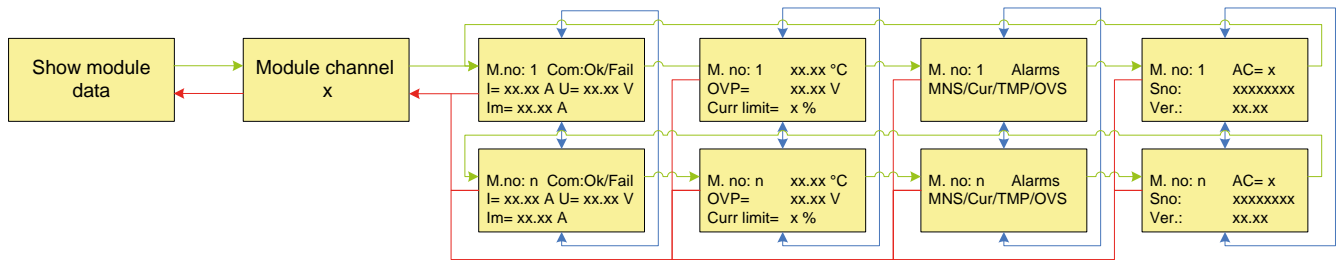 Show module
data
Module channel
x
M.no: 1 Com:Ok/Fail
I= xx.xx A U= xx.xx V
Im= xx.xx A
M. no: 1 xx.xx °C
OVP= xx.xx V
Curr limit= x %
M. no: 1 Alarms
MNS/Cur/TMP/OVS
M. no: 1 AC= x
Sno: xxxxxxxx
Ver.: xx.xx
M.no: n Com:Ok/Fail
I= xx.xx A U= xx.xx V
Im= xx.xx A
M. no: n xx.xx °C
OVP= xx.xx V
Curr limit= x %
M. no: n Alarms
MNS/Cur/TMP/OVS
M. no: n AC= x
Sno: xxxxxxxx
Ver.: xx.xx